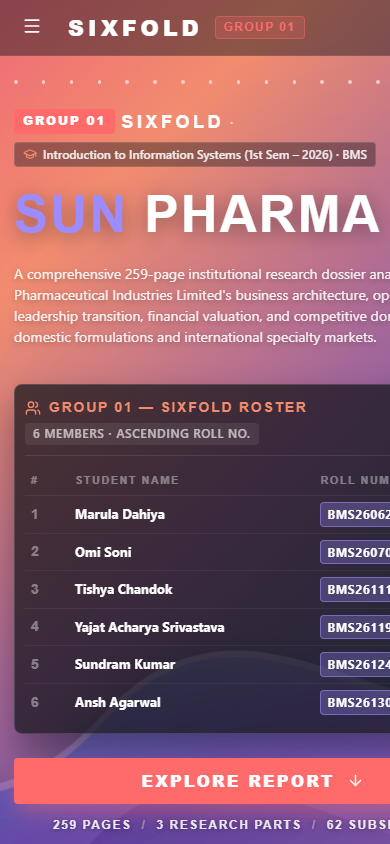 ☰ SIXFOLD GROUP 01
GROUP 01 SIXFOLD ·
Introduction to Information Systems (1st Sem – 2026) · BMS
SUN PHARMA
A comprehensive 259-page institutional research dossier ana
Pharmaceutical Industries Limited's business architecture, op
leadership transition, financial valuation, and competitive do
domestic formulations and international specialty markets.
GROUP 01 — SIXFOLD ROSTER
6 MEMBERS · ASCENDING ROLL NO.
# STUDENT NAME ROLL NUM
1 Marula Dahiya BMS26062
2 Omi Soni BMS26070
3 Tishya Chandok BMS26111
4 Yajat Acharya Srivastava BMS26119
5 Sundram Kumar BMS26124
6 Ansh Agarwal BMS26130
EXPLORE REPORT ↓
259 PAGES / 3 RESEARCH PARTS / 62 SUBS